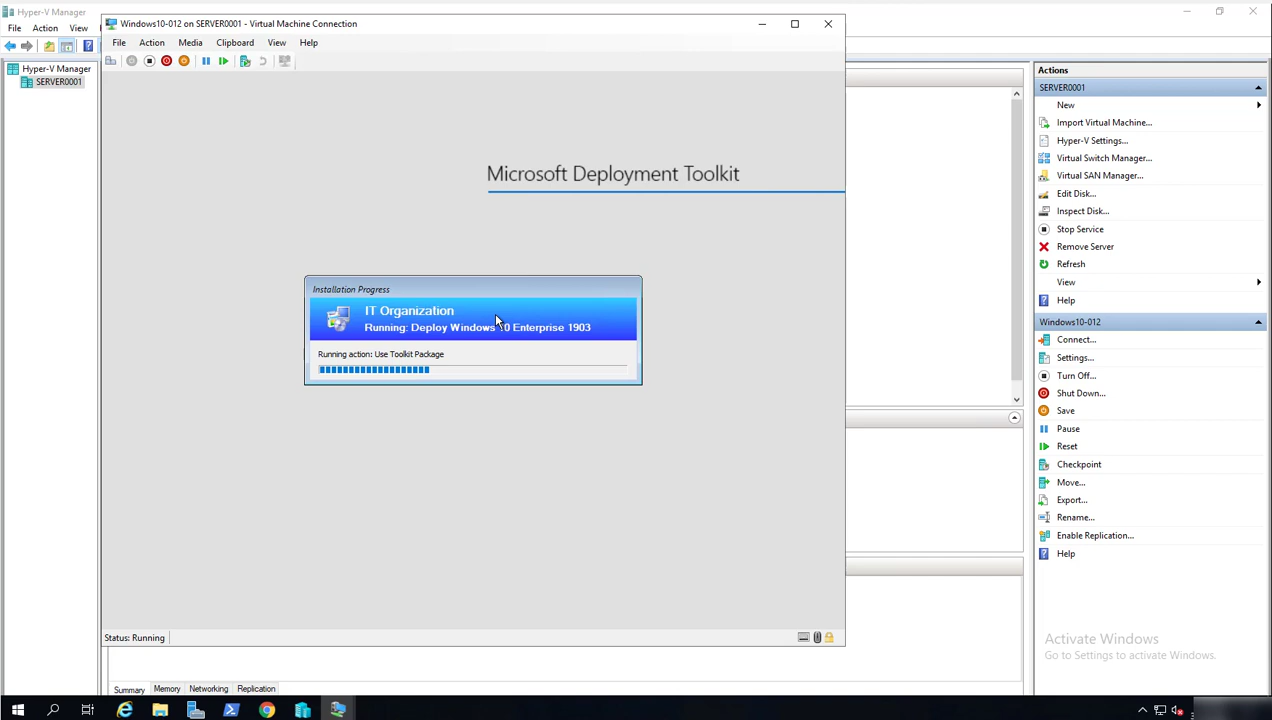 Hyper-V Manager
File Action View
Hyper-V Manager
SERVER0001
Windows10-012 on SERVER0001 - Virtual Machine Connection
File Action Media Clipboard View Help
Microsoft Deployment Toolkit
Installation Progress
IT Organization
Running: Deploy Windows 10 Enterprise 1903
Running action: Use Toolkit Package
Status: Running
Summary Memory Networking Replication
Actions
SERVER0001
New
Import Virtual Machine...
Hyper-V Settings...
Virtual Switch Manager...
Virtual SAN Manager...
Edit Disk...
Inspect Disk...
Stop Service
Remove Server
Refresh
View
Help
Windows10-012
Connect...
Settings...
Turn Off...
Shut Down...
Save
Pause
Reset
Checkpoint
Move...
Export...
Rename...
Enable Replication...
Help
Activate Windows
Go to Settings to activate Windows.